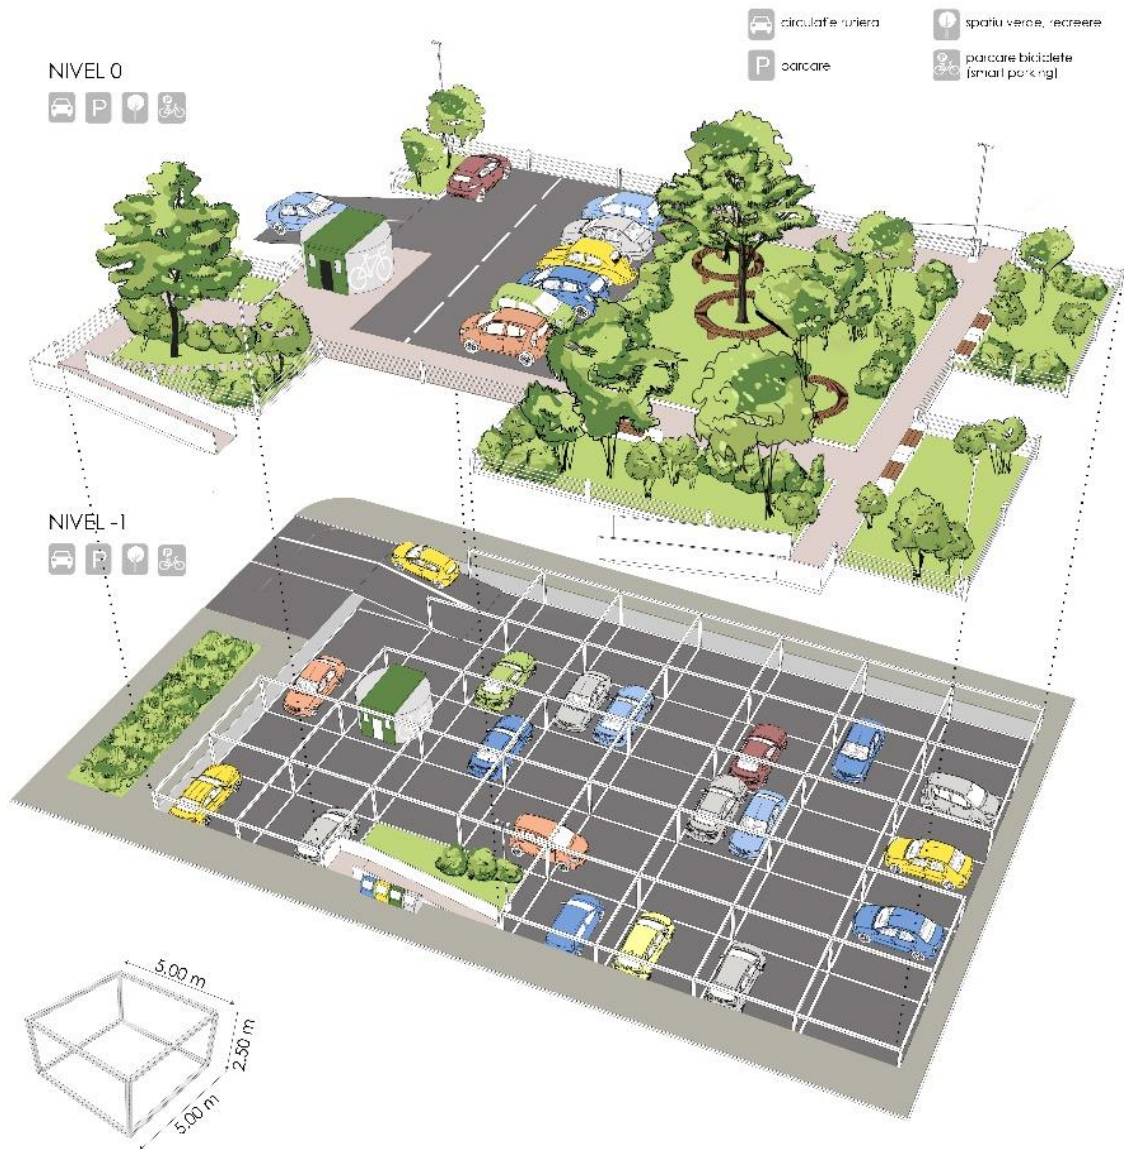 circulatie rutiera
spatiu verde, recreere
parcare
parcare biciclete
(smart parking)
NIVEL 0
P
P
NIVEL -1
P
5.00 m
2.50 m
5.00 m